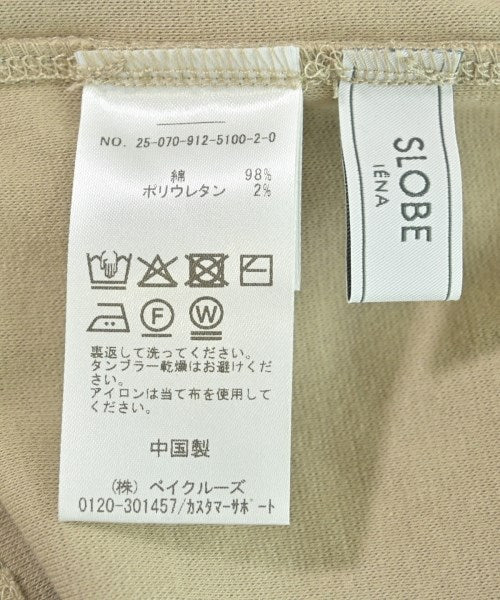 NO. 25-070-912-5100-2-0
綿 98%
ポリウレタン 2%
F W
裏返して洗ってください。
タンブラー乾燥はお避けくだ
さい。
アイロンは当て布を使用して
ください。
中国製
(株) ベイクルーズ
0120-301457/カスタマーサポート
SLOBE
IÉNA